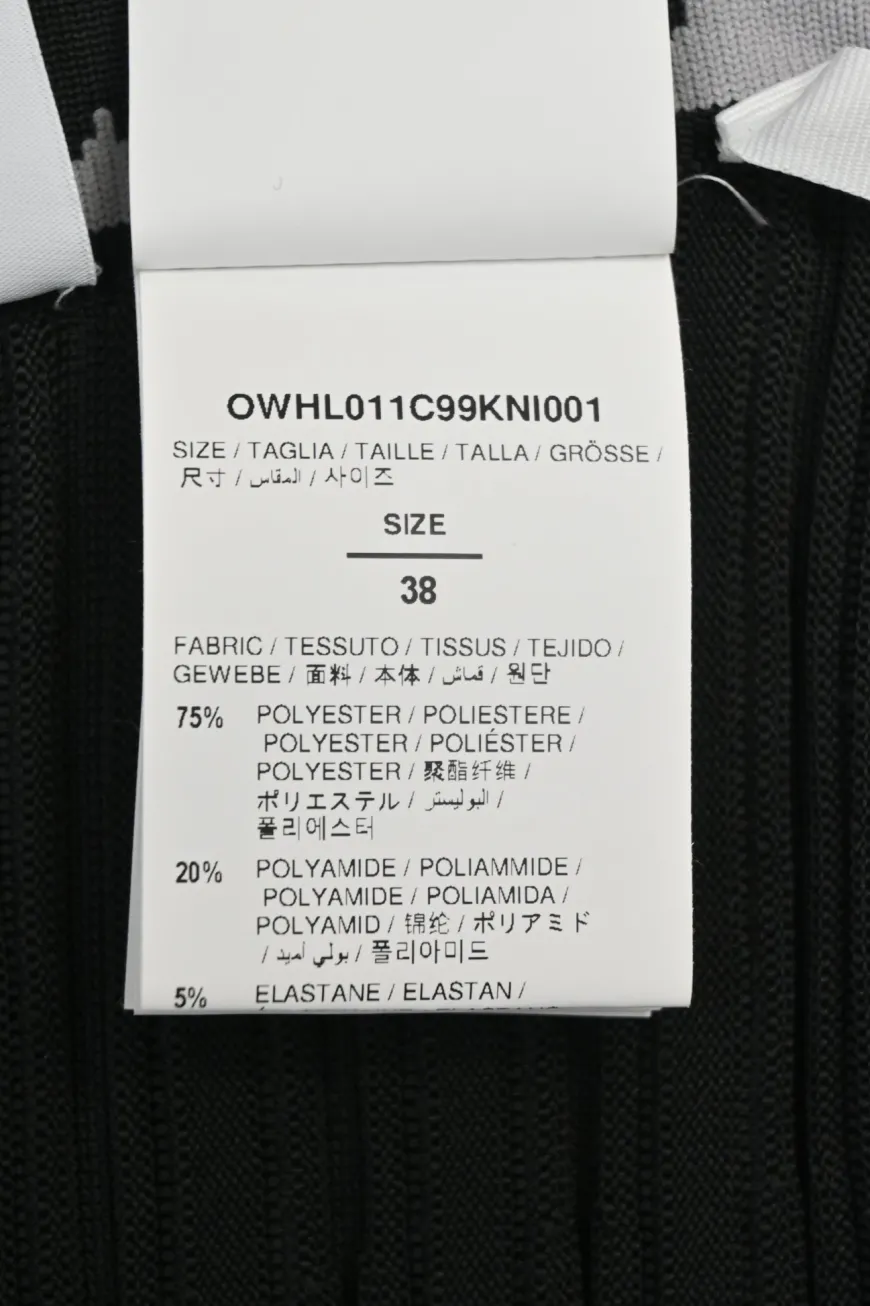 OWHL011C99KNI001
SIZE / TAGLIA / TAILLE / TALLA / GRÖSSE /
尺寸 / المقاس / 사이즈
SIZE
38
FABRIC / TESSUTO / TISSUS / TEJIDO /
GEWEBE / 面料 / 本体 / قماش / 원단
75% POLYESTER / POLIESTERE /
POLYESTER / POLIÉSTER /
POLYESTER / 聚酯纤维 /
ポリエステル / البوليستر /
폴리에스터
20% POLYAMIDE / POLIAMMIDE /
POLYAMIDE / POLIAMIDA /
POLYAMID / 锦纶 / ポリアミド
/ بولي أميد / 폴리아미드
5% ELASTANE / ELASTAN /